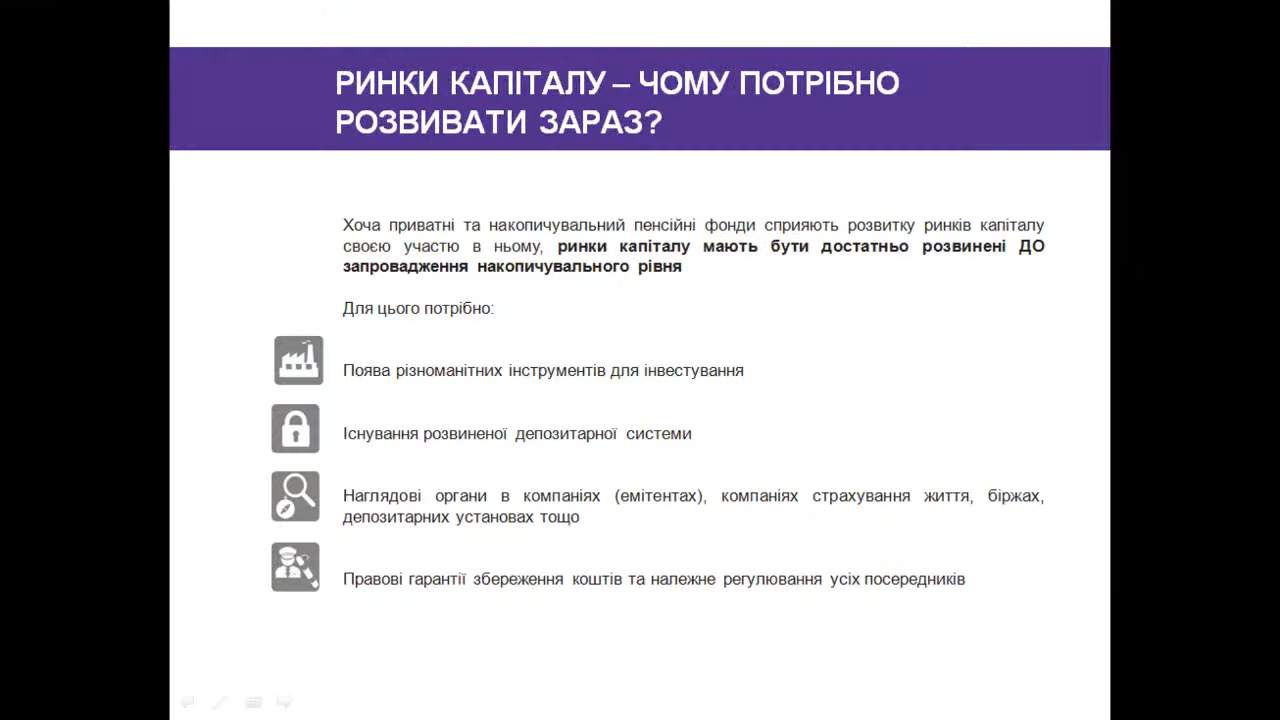 РИНКИ КАПІТАЛУ – ЧОМУ ПОТРІБНО
РОЗВИВАТИ ЗАРАЗ?
Хоча приватні та накопичувальний пенсійні фонди сприяють розвитку ринків капіталу
своєю участю в ньому, ринки капіталу мають бути достатньо розвинені ДО
запровадження накопичувального рівня
Для цього потрібно:
Поява різноманітних інструментів для інвестування
Існування розвиненої депозитарної системи
Наглядові органи в компаніях (емітентах), компаніях страхування життя, біржах,
депозитарних установах тощо
Правові гарантії збереження коштів та належне регулювання усіх посередників